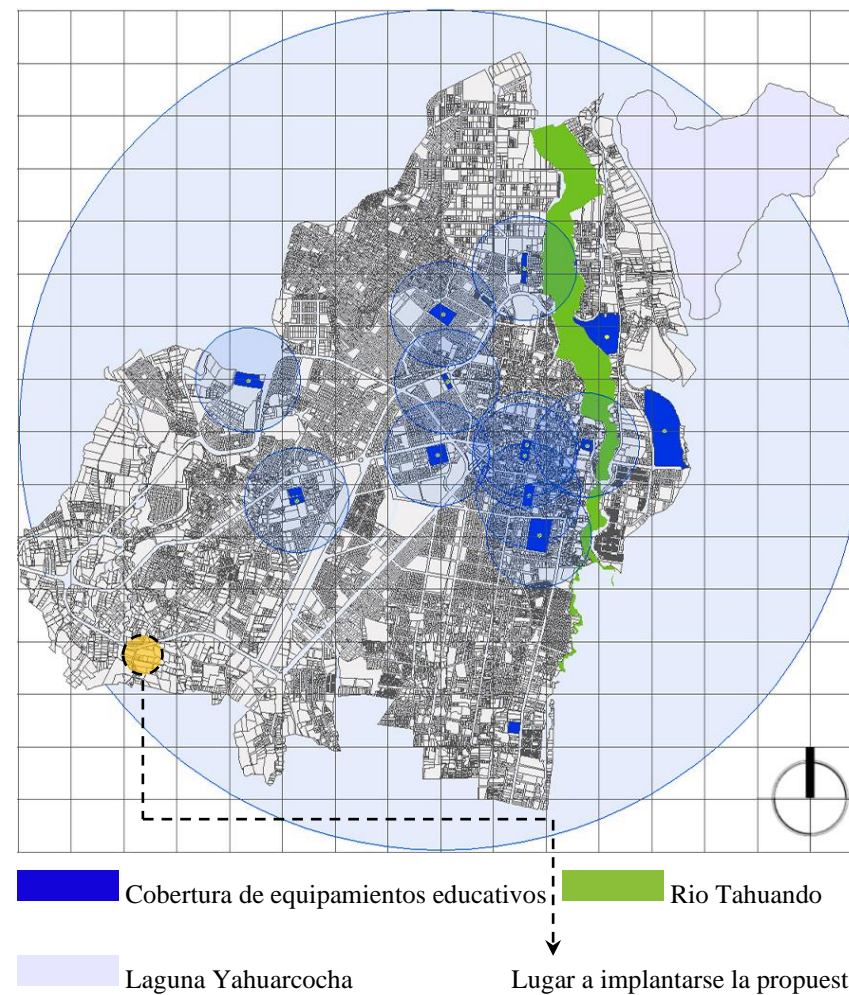 Cobertura de equipamientos educativos Rio Tahuando
Laguna Yahuarcocha Lugar a implantarse la propuest